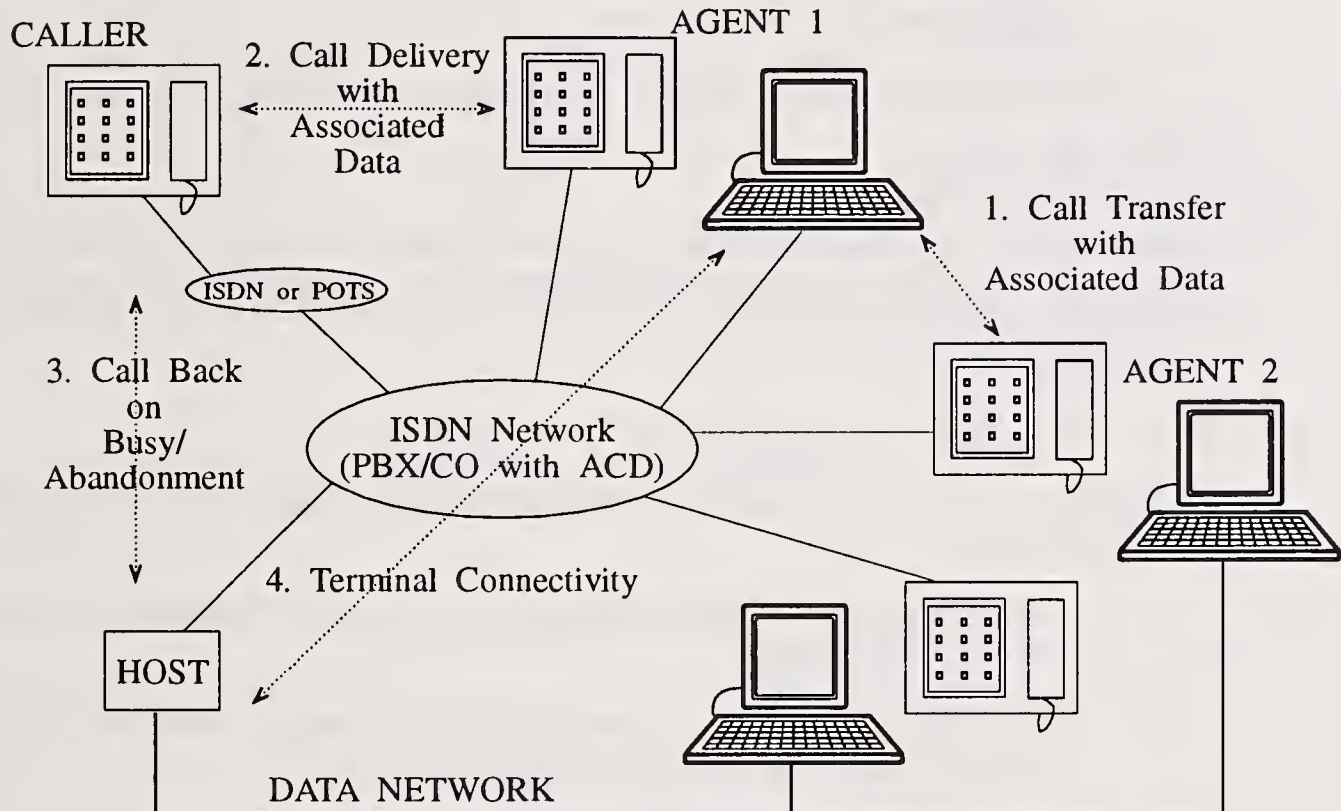 CALLER
2. Call Delivery
with
Associated
Data
AGENT 1
1. Call Transfer
with
Associated Data
ISDN or POTS
3. Call Back
on
Busy/
Abandonment
ISDN Network
(PBX/CO with ACD)
AGENT 2
4. Terminal Connectivity
HOST
DATA NETWORK